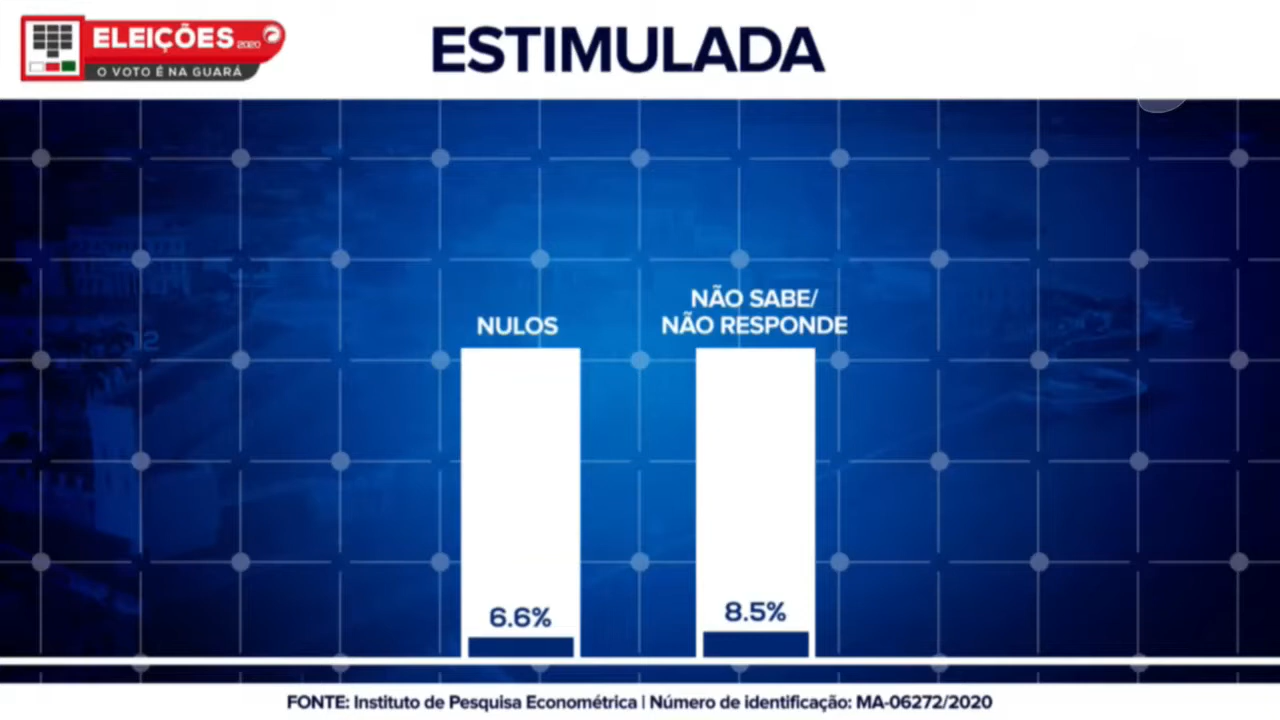 ELEIÇÕES 2020
O VOTO É NA GUARÁ
ESTIMULADA
NULOS
NÃO SABE/
NÃO RESPONDE
6.6%
8.5%
FONTE: Instituto de Pesquisa Econométrica | Número de identificação: MA-06272/2020